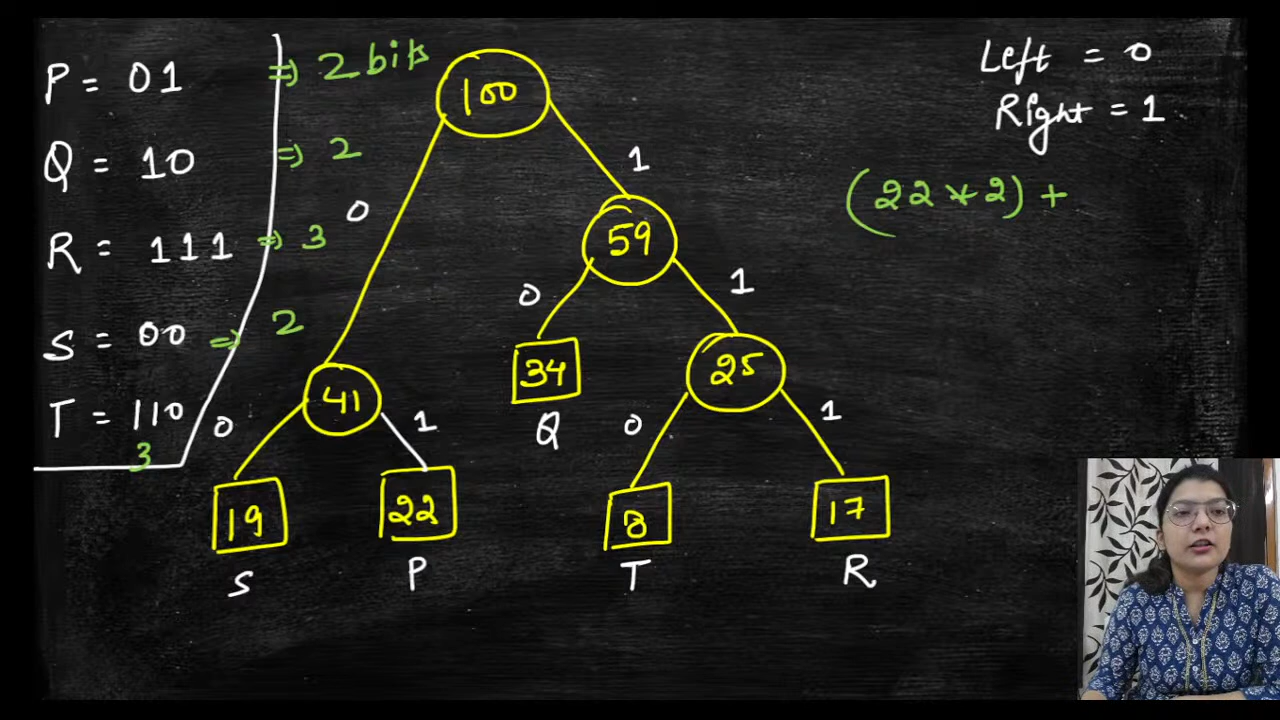 P = 01 => 2 bits
Q = 10 => 2
R = 111 => 3
S = 00 => 2
T = 110
3
Left = 0
Right = 1
(22*2) +
100
0
1
59
0
1
41
34
25
0
1
Q
0
1
19
22
8
17
S
P
T
R